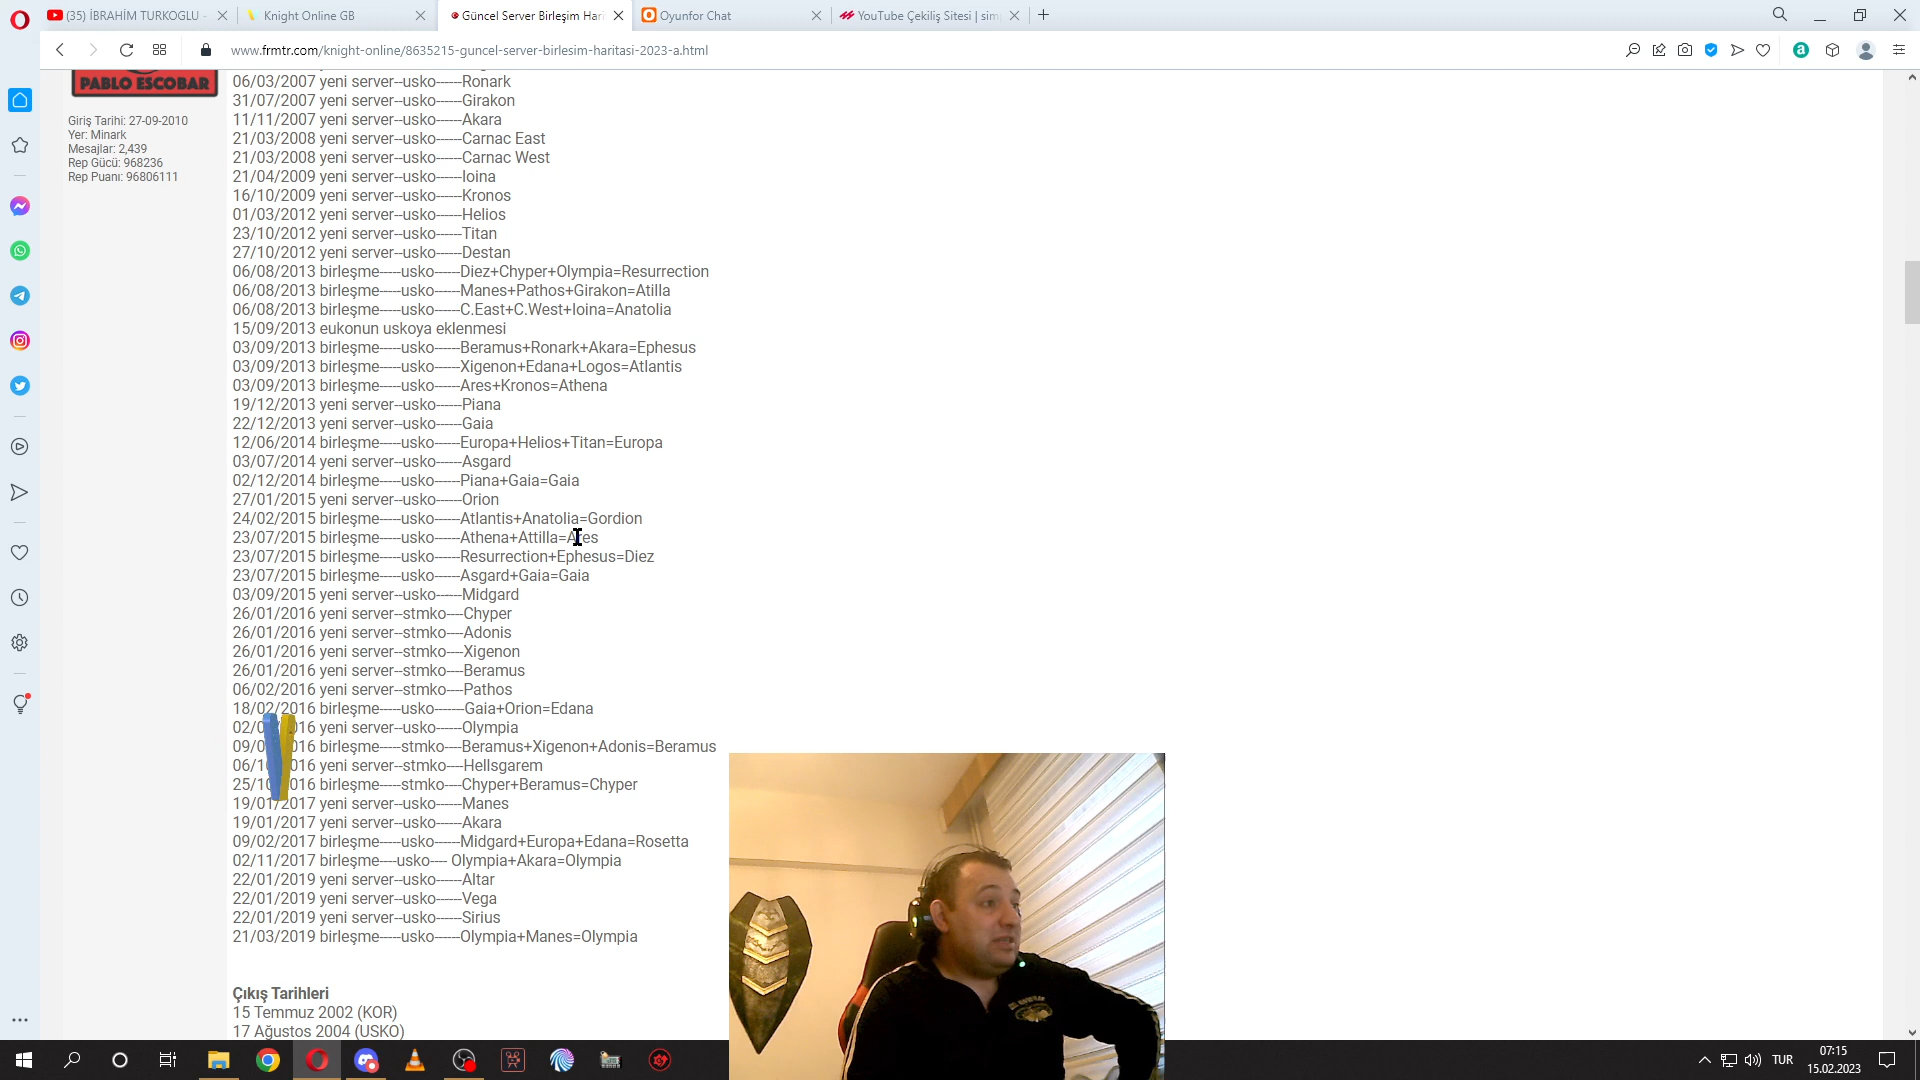 (35) İBRAHİM TURKOGLU -
Knight Online GB
Güncel Server Birleşim Hari
Oyunfor Chat
YouTube Çekiliş Sitesi | sim
www.frmtr.com/knight-online/8635215-guncel-server-birlesim-haritasi-2023-a.html
PABLO ESCOBAR
Giriş Tarihi: 27-09-2010
Yer: Minark
Mesajlar: 2,439
Rep Gücü: 968236
Rep Puanı: 96806111
06/03/2007 yeni server--usko------Ronark
31/07/2007 yeni server--usko------Girakon
11/11/2007 yeni server--usko------Akara
21/03/2008 yeni server--usko------Carnac East
21/03/2008 yeni server--usko------Carnac West
21/04/2009 yeni server--usko------Ioina
16/10/2009 yeni server--usko------Kronos
01/03/2012 yeni server--usko------Helios
23/10/2012 yeni server--usko------Titan
27/10/2012 yeni server--usko------Destan
06/08/2013 birleşme-----usko------Diez+Chyper+Olympia=Resurrection
06/08/2013 birleşme-----usko------Manes+Pathos+Girakon=Atilla
06/08/2013 birleşme-----usko------C.East+C.West+Ioina=Anatolia
15/09/2013 eukonun uskoya eklenmesi
03/09/2013 birleşme-----usko------Beramus+Ronark+Akara=Ephesus
03/09/2013 birleşme-----usko------Xigenon+Edana+Logos=Atlantis
03/09/2013 birleşme-----usko------Ares+Kronos=Athena
19/12/2013 yeni server--usko------Piana
22/12/2013 yeni server--usko------Gaia
12/06/2014 birleşme-----usko------Europa+Helios+Titan=Europa
03/07/2014 yeni server--usko------Asgard
02/12/2014 birleşme-----usko------Piana+Gaia=Gaia
27/01/2015 yeni server--usko------Orion
24/02/2015 birleşme-----usko------Atlantis+Anatolia=Gordion
23/07/2015 birleşme-----usko------Athena+Attilla=Ares
23/07/2015 birleşme-----usko------Resurrection+Ephesus=Diez
23/07/2015 birleşme-----usko------Asgard+Gaia=Gaia
03/09/2015 yeni server--usko------Midgard
26/01/2016 yeni server--stmko----Chyper
26/01/2016 yeni server--stmko----Adonis
26/01/2016 yeni server--stmko----Xigenon
26/01/2016 yeni server--stmko----Beramus
06/02/2016 yeni server--stmko----Pathos
18/02/2016 birleşme-----usko-------Gaia+Orion=Edana
02/0 16 yeni server--usko------Olympia
09/0 016 birleşme-----stmko----Beramus+Xigenon+Adonis=Beramus
06/1 016 yeni server--stmko----Hellsgarem
25/1 016 birleşme-----stmko----Chyper+Beramus=Chyper
19/01/2017 yeni server--usko------Manes
19/01/2017 yeni server--usko------Akara
09/02/2017 birleşme-----usko------Midgard+Europa+Edana=Rosetta
02/11/2017 birleşme----usko---- Olympia+Akara=Olympia
22/01/2019 yeni server--usko------Altar
22/01/2019 yeni server--usko------Vega
22/01/2019 yeni server--usko------Sirius
21/03/2019 birleşme-----usko------Olympia+Manes=Olympia
Çıkış Tarihleri
15 Temmuz 2002 (KOR)
17 Ağustos 2004 (USKO)
TUR
07:15
15.02.2023